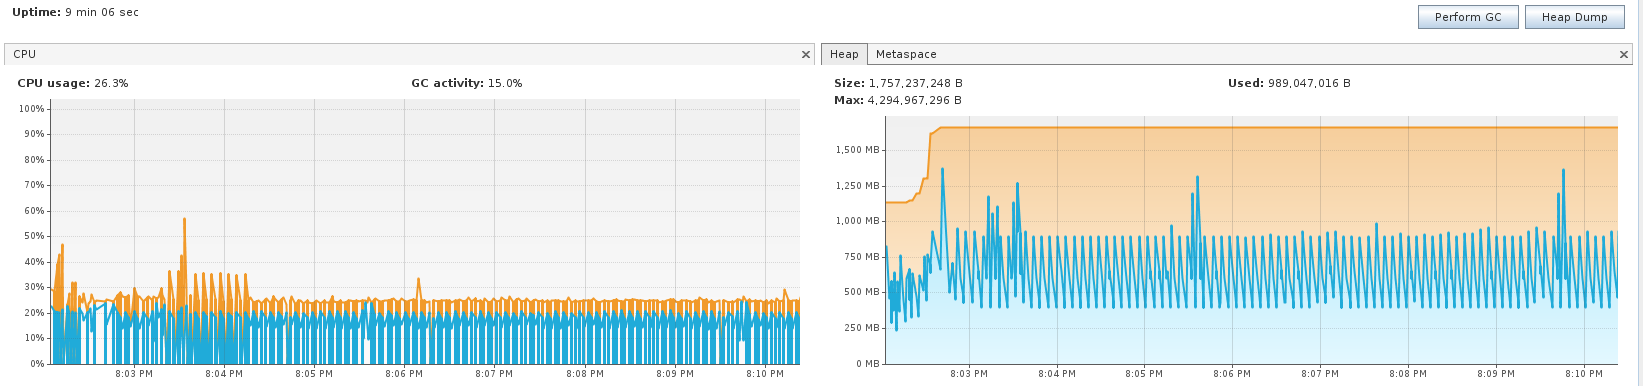 Uptime: 9 min 06 sec
Perform GC
Heap Dump
CPU
CPU usage: 26.3%
GC activity: 15.0%
100%
90%
80%
70%
60%
50%
40%
30%
20%
10%
0%
8:03 PM
8:04 PM
8:05 PM
8:06 PM
8:07 PM
8:08 PM
8:09 PM
8:10 PM
Heap
Metaspace
Size: 1,757,237,248 B
Used: 989,047,016 B
Max: 4,294,967,296 B
1,500 MB
1,250 MB
1,000 MB
750 MB
500 MB
250 MB
0 MB
8:03 PM
8:04 PM
8:05 PM
8:06 PM
8:07 PM
8:08 PM
8:09 PM
8:10 PM